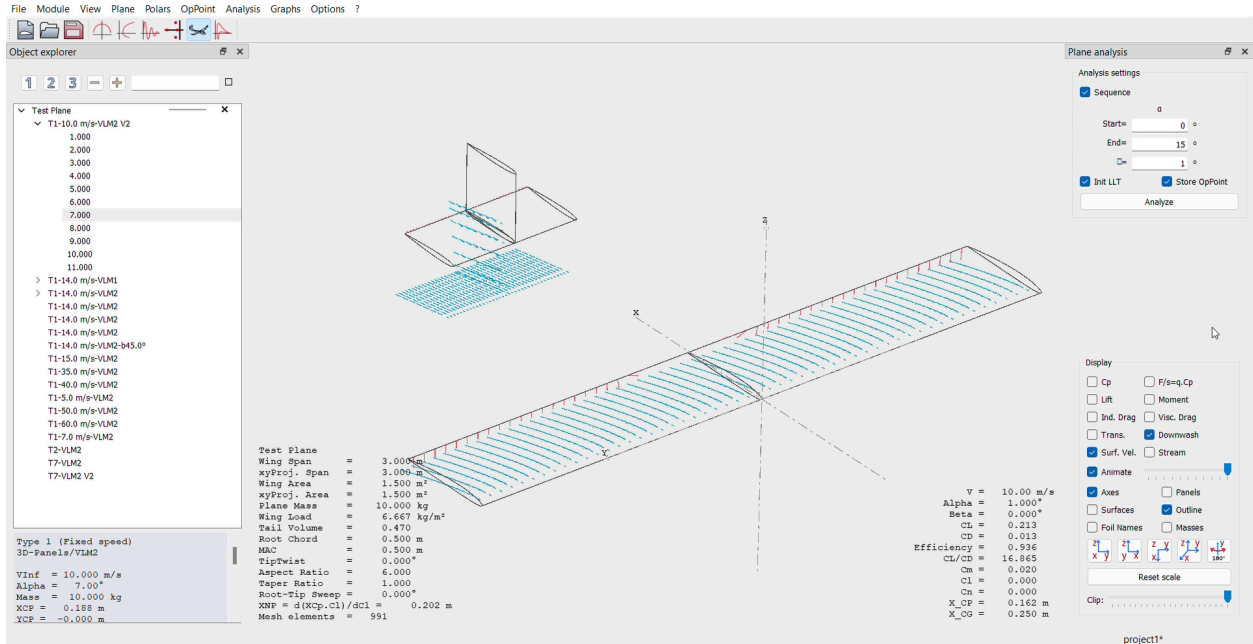 File Module View Plane Polars OpPoint Analysis Graphs Options ?
Object explorer
1 2 3 − +
Test Plane
T1-10.0 m/s-VLM2 V2
1.000
2.000
3.000
4.000
5.000
6.000
7.000
8.000
9.000
10.000
11.000
T1-14.0 m/s-VLM1
T1-14.0 m/s-VLM2
T1-14.0 m/s-VLM2
T1-14.0 m/s-VLM2
T1-14.0 m/s-VLM2
T1-14.0 m/s-VLM2-b45.0º
T1-15.0 m/s-VLM2
T1-35.0 m/s-VLM2
T1-40.0 m/s-VLM2
T1-5.0 m/s-VLM2
T1-50.0 m/s-VLM2
T1-60.0 m/s-VLM2
T1-7.0 m/s-VLM2
T2-VLM2
T7-VLM2
T7-VLM2 V2
Type 1 (Fixed speed)
3D-Panels/VLM2
VInf = 10.000 m/s
Alpha = 7.00°
Mass = 10.000 kg
XCP = 0.188 m
YCP = -0.000 m
Z
X
Y
Test Plane
Wing Span = 3.000 m
xyProj. Span = 3.000 m
Wing Area = 1.500 m²
xyProj. Area = 1.500 m²
Plane Mass = 10.000 kg
Wing Load = 6.667 kg/m²
Tail Volume = 0.470
Root Chord = 0.500 m
MAC = 0.500 m
TipTwist = 0.000°
Aspect Ratio = 6.000
Taper Ratio = 1.000
Root-Tip Sweep = 0.000°
XNP = d(XCp.Cl)/dCl = 0.202 m
Mesh elements = 991
V = 10.00 m/s
Alpha = 1.000°
Beta = 0.000°
CL = 0.213
CD = 0.013
Efficiency = 0.936
CL/CD = 16.865
Cm = 0.020
Cl = 0.000
Cn = 0.000
X_CP = 0.162 m
X_CG = 0.250 m
Plane analysis
Analysis settings
Sequence
α
Start= 0 °
End= 15 °
= 1 °
Init LLT Store OpPoint
Analyze
Display
Cp F/s=q.Cp
Lift Moment
Ind. Drag Visc. Drag
Trans. Downwash
Surf. Vel. Stream
Animate
Axes Panels
Surfaces Outline
Foil Names Masses
z x y z y x z y x z y x y 180°
Reset scale
Clip:
project1*